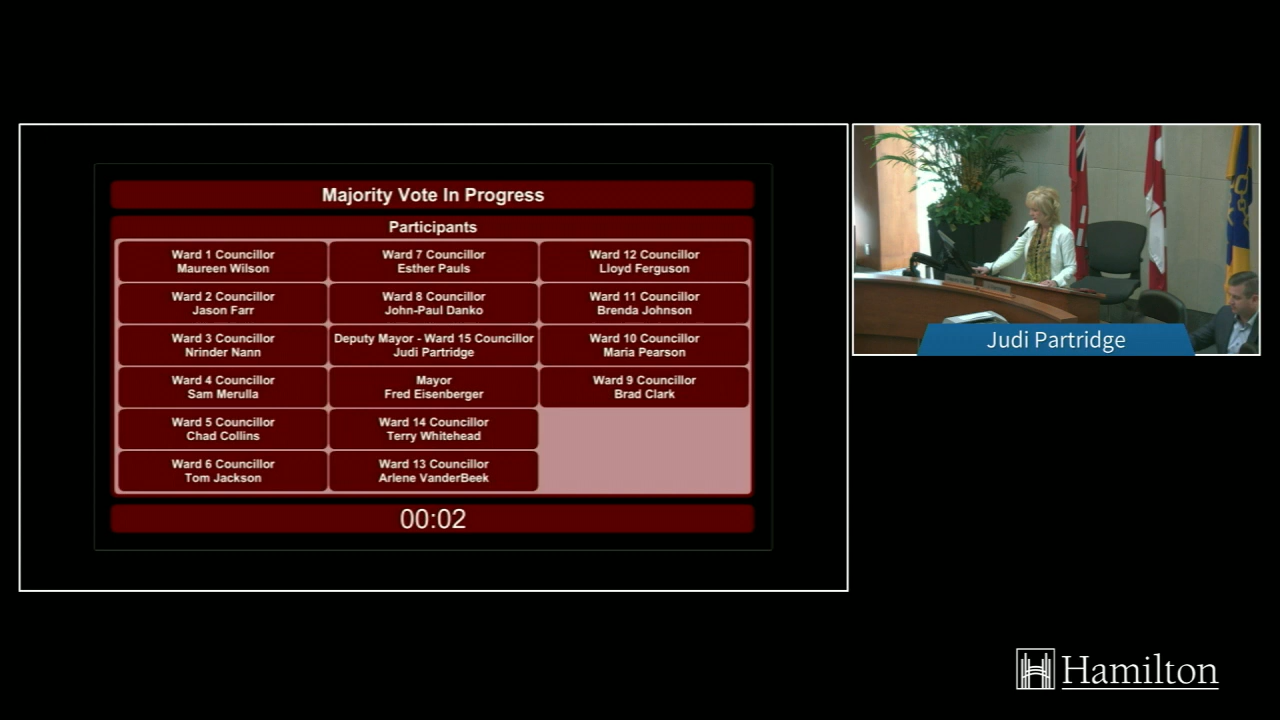 Majority Vote In Progress
Participants
Ward 1 Councillor
Maureen Wilson
Ward 7 Councillor
Esther Pauls
Ward 12 Councillor
Lloyd Ferguson
Ward 2 Councillor
Jason Farr
Ward 8 Councillor
John-Paul Danko
Ward 11 Councillor
Brenda Johnson
Ward 3 Councillor
Nrinder Nann
Deputy Mayor - Ward 15 Councillor
Judi Partridge
Ward 10 Councillor
Maria Pearson
Ward 4 Councillor
Sam Merulla
Mayor
Fred Eisenberger
Ward 9 Councillor
Brad Clark
Ward 5 Councillor
Chad Collins
Ward 14 Councillor
Terry Whitehead
Ward 6 Councillor
Tom Jackson
Ward 13 Councillor
Arlene VanderBeek
00:02
Judi Partridge
Hamilton